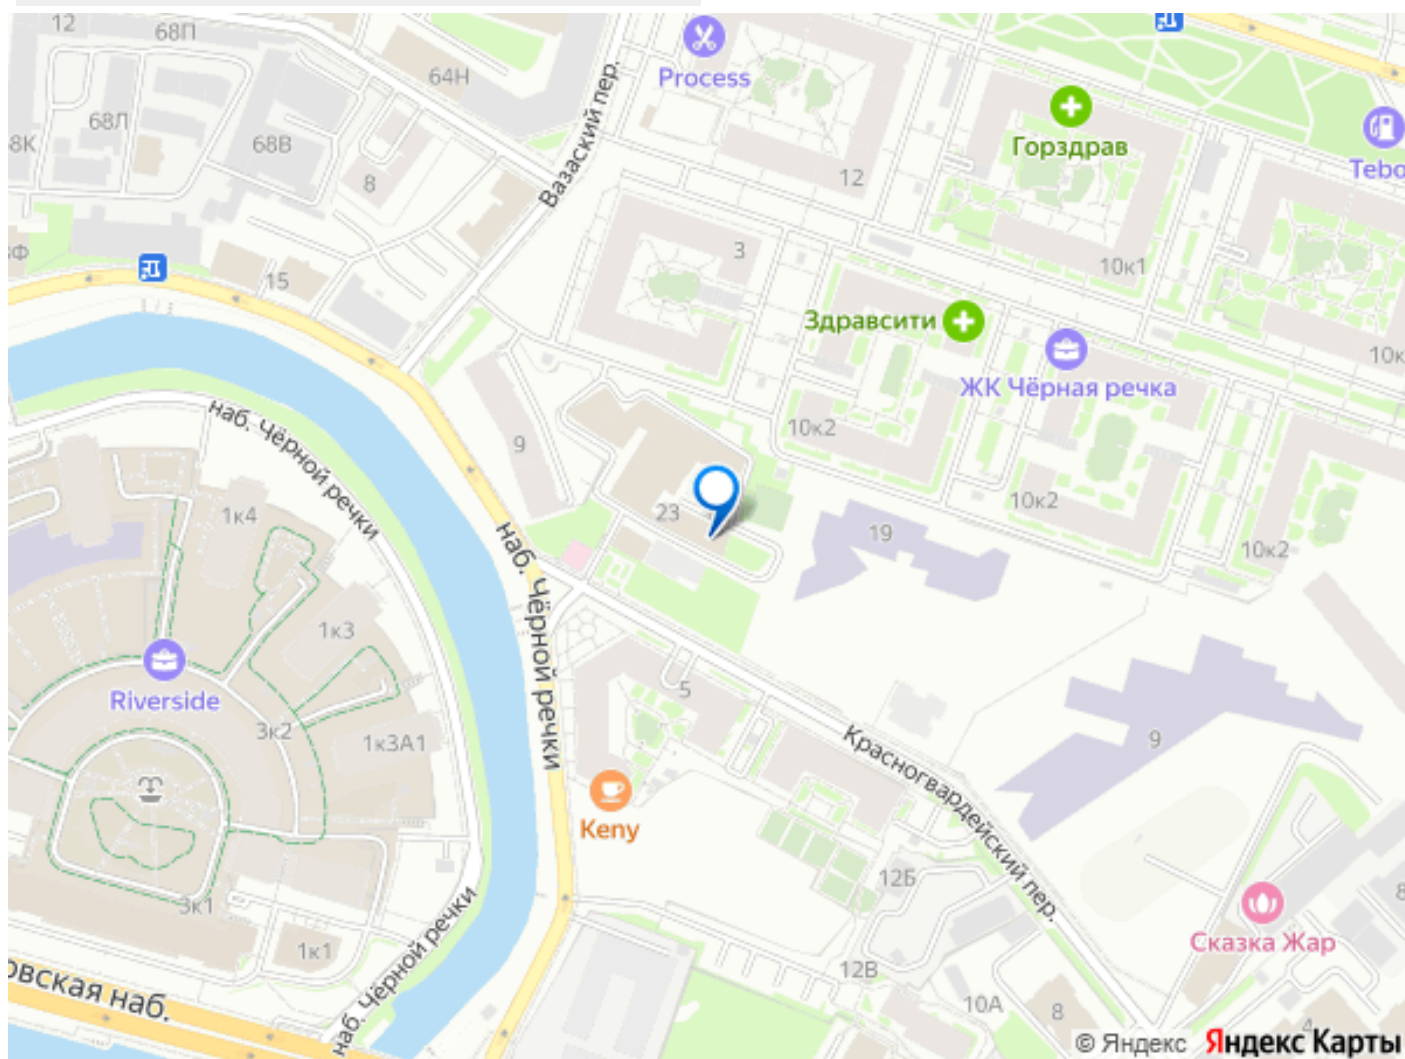 12
68П
64Н
Process
68Л
68В
8
Вазаский пер.
12
Горздрав
Tebo
3
10к1
15
Здравсити
ЖК Чёрная речка
10к
наб. Чёрной речки
9
10к2
10к2
23
19
10к2
1к4
наб. Чёрной речки
1к3
Riverside
3к2
1к3А1
5
Красногвардейский пер.
9
Keny
12Б
3к1
1к1
наб. Чёрной речки
12В
10А
8
Сказка Жар
8
4
овская наб.
© Яндекс Яндекс Карты